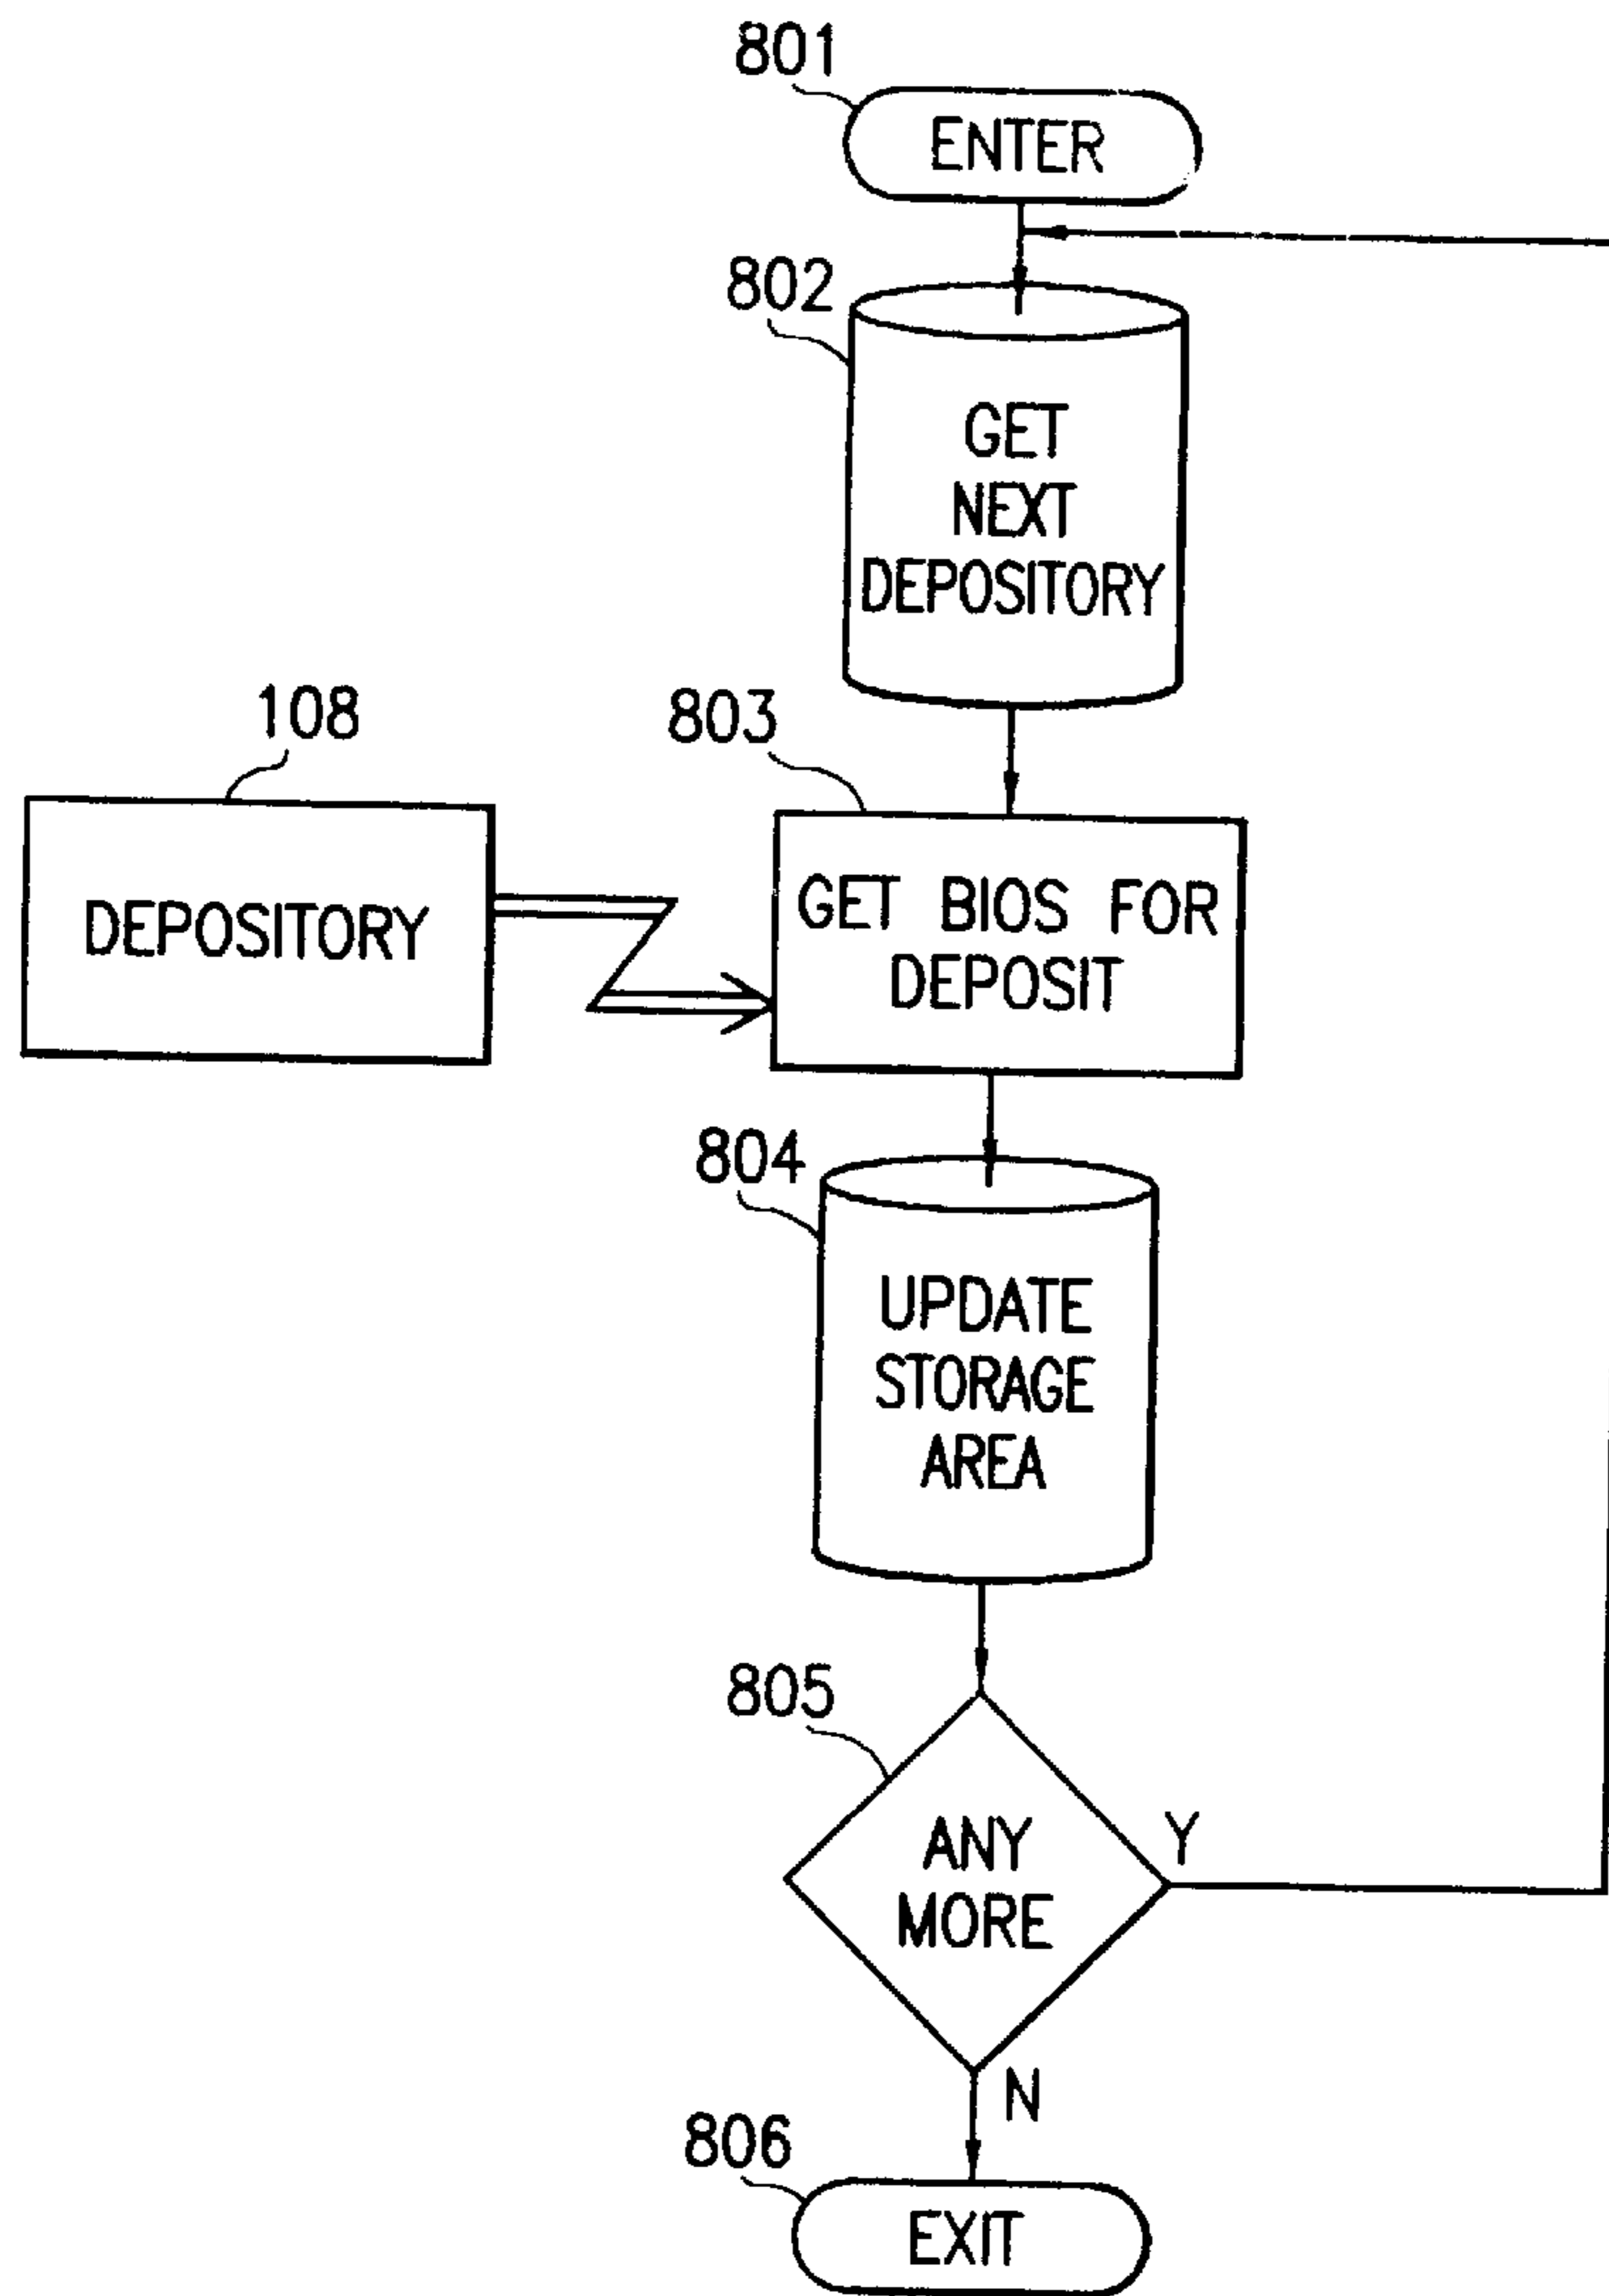 801
ENTER
802
GET
NEXT
DEPOSITORY
108
803
DEPOSITORY
GET BIOS FOR
DEPOSIT
804
UPDATE
STORAGE
AREA
805
ANY
MORE
Y
N
806
EXIT